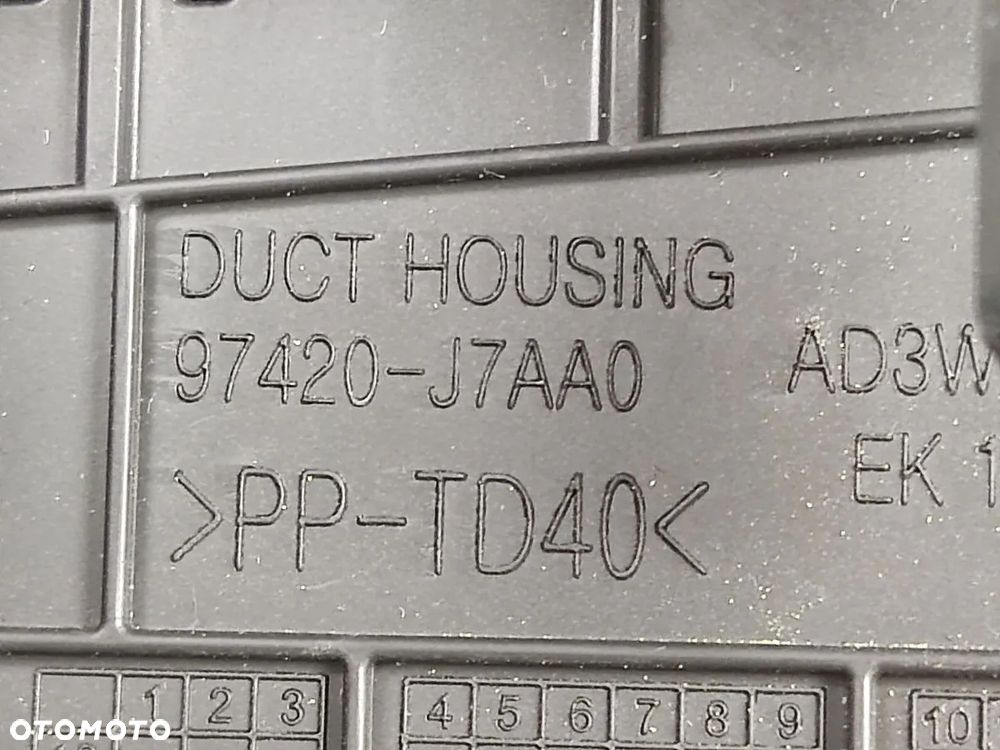 DUCT HOUSING
97420-J7AA0
AD3W
EK 1
>PP-TD40<
1 2 3
4 5 6 7 8 9
10
OTOMOTO